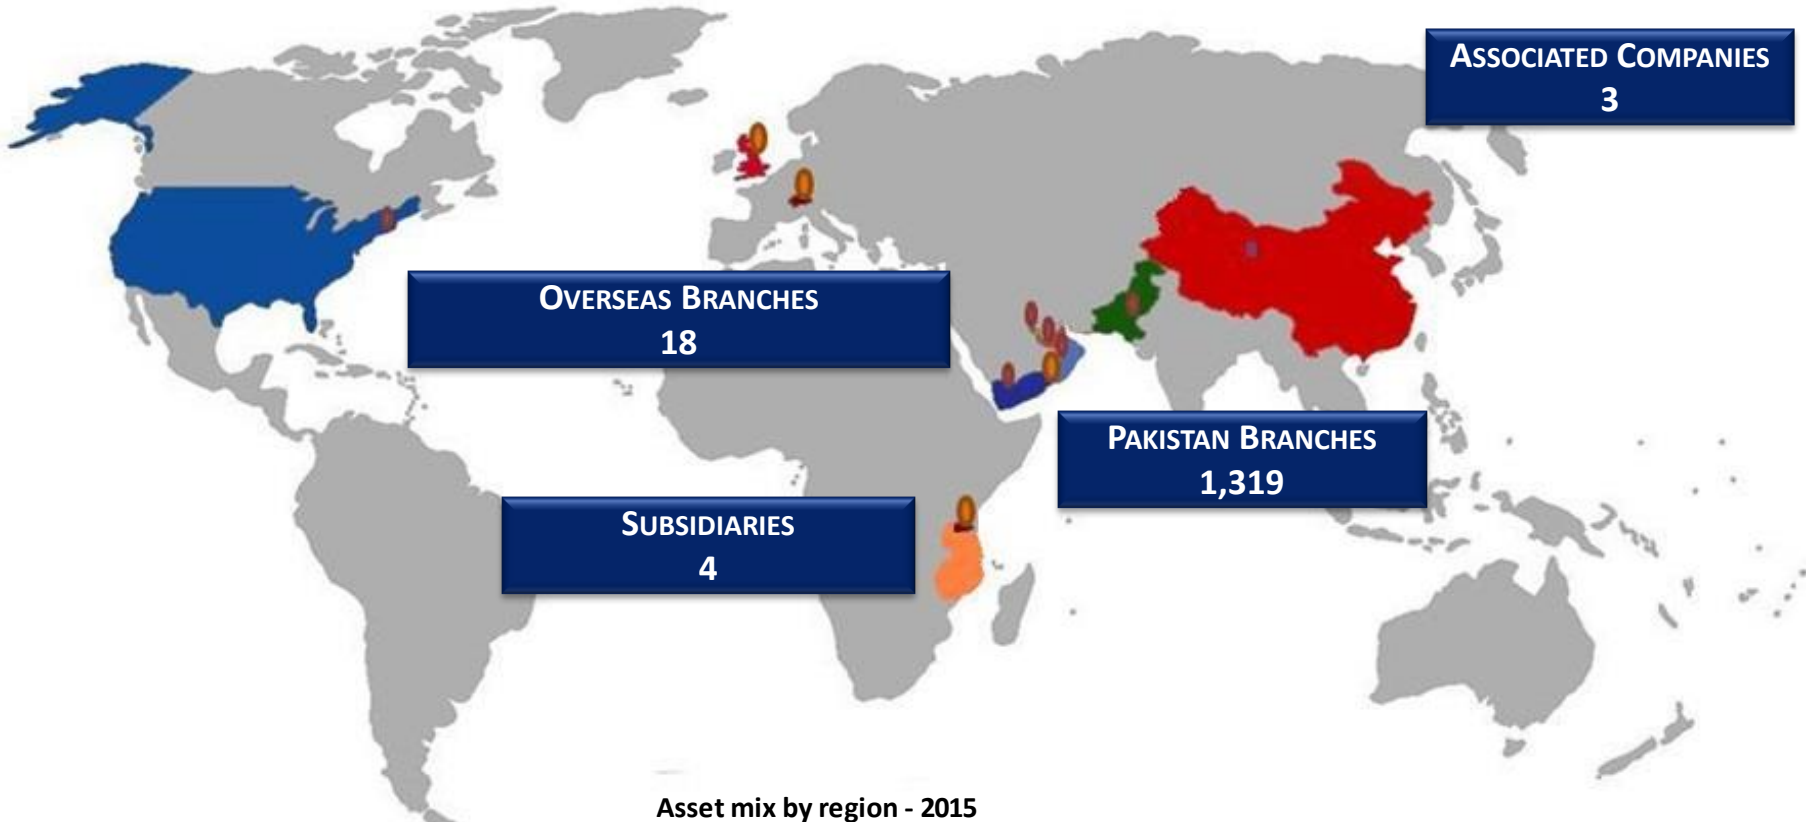 ASSOCIATED COMPANIES
3
OVERSEAS BRANCHES
18
PAKISTAN BRANCHES
1,319
SUBSIDIARIES
4
Asset mix by region - 2015